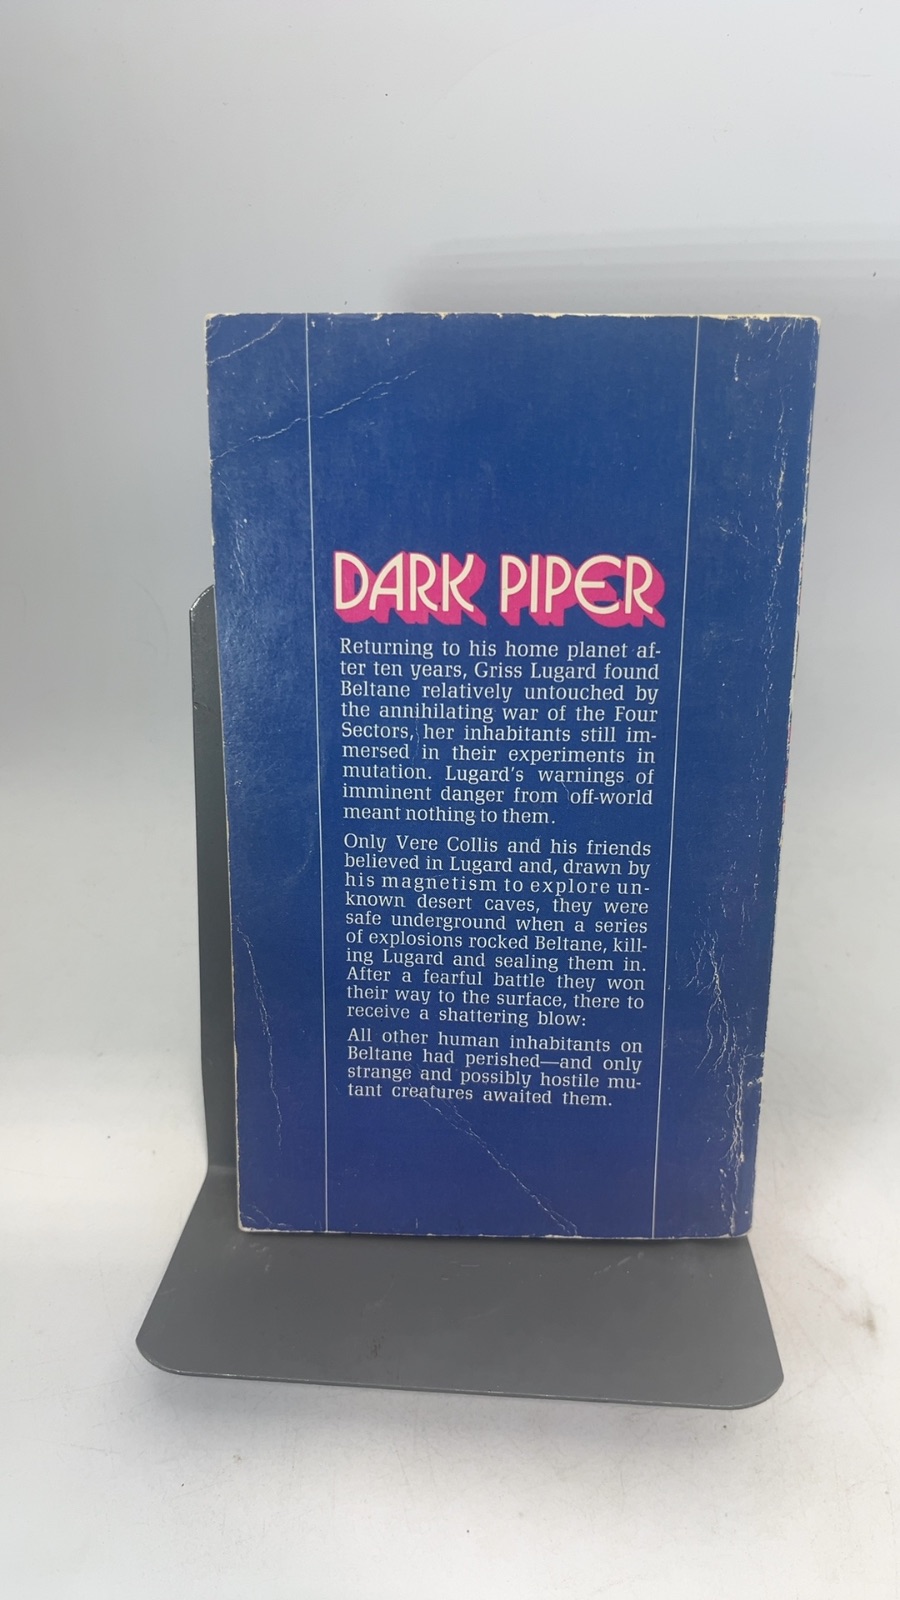 DARK PIPER
Returning to his home planet af-
ter ten years, Griss Lugard found
Beltane relatively untouched by
the annihilating war of the Four
Sectors, her inhabitants still im-
mersed in their experiments in
mutation. Lugard's warnings of
imminent danger from off-world
meant nothing to them.
Only Vere Collis and his friends
believed in Lugard and, drawn by
his magnetism to explore un-
known desert caves, they were
safe underground when a series
of explosions rocked Beltane, kill-
ing Lugard and sealing them in.
After a fearful battle they won
their way to the surface, there to
receive a shattering blow:
All other human inhabitants on
Beltane had perished—and only
strange and possibly hostile mu-
tant creatures awaited them.